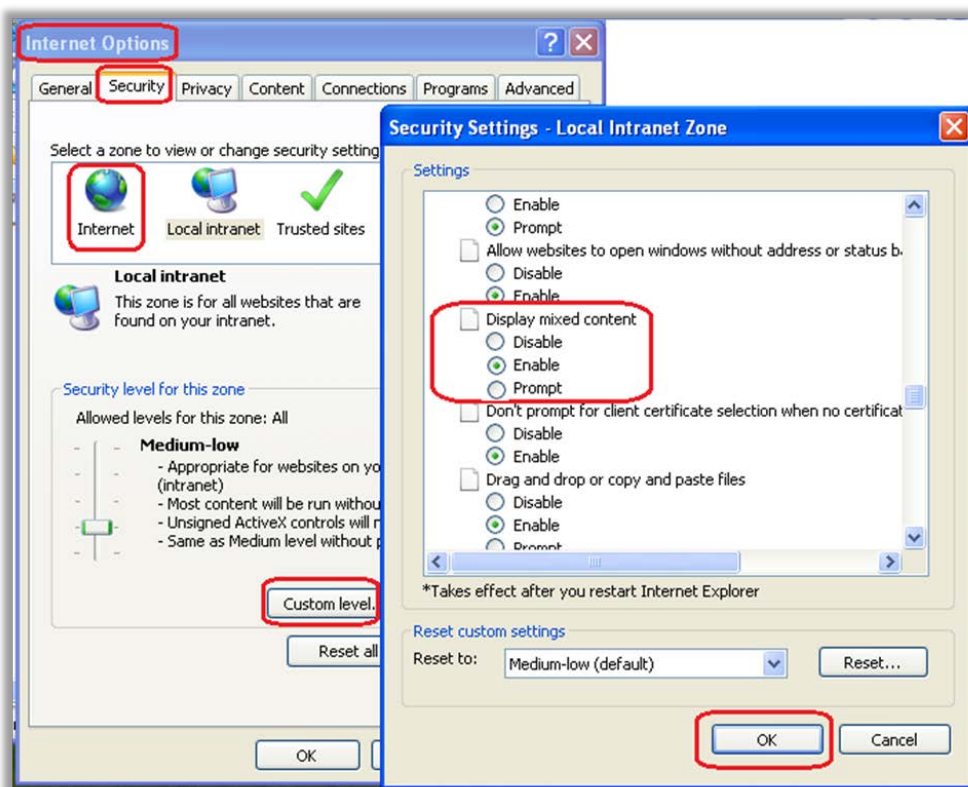 Internet Options
General Security Privacy Content Connections Programs Advanced
Select a zone to view or change security setting
Internet Local intranet Trusted sites
Local intranet
This zone is for all websites that are
found on your intranet.
Security level for this zone
Allowed levels for this zone: All
Medium-low
- Appropriate for websites on yo
(intranet)
- Most content will be run withou
- Unsigned ActiveX controls will
- Same as Medium level without
Custom level.
Reset all
OK
Security Settings - Local Intranet Zone
Settings
Enable
Prompt
Allow websites to open windows without address or status
Disable
Enable
Display mixed content
Disable
Enable
Prompt
Don't prompt for client certificate selection when no certificat
Disable
Enable
Drag and drop or copy and paste files
Disable
Enable
Prompt
*Takes effect after you restart Internet Explorer
Reset custom settings
Reset to: Medium-low (default) Reset...
OK Cancel